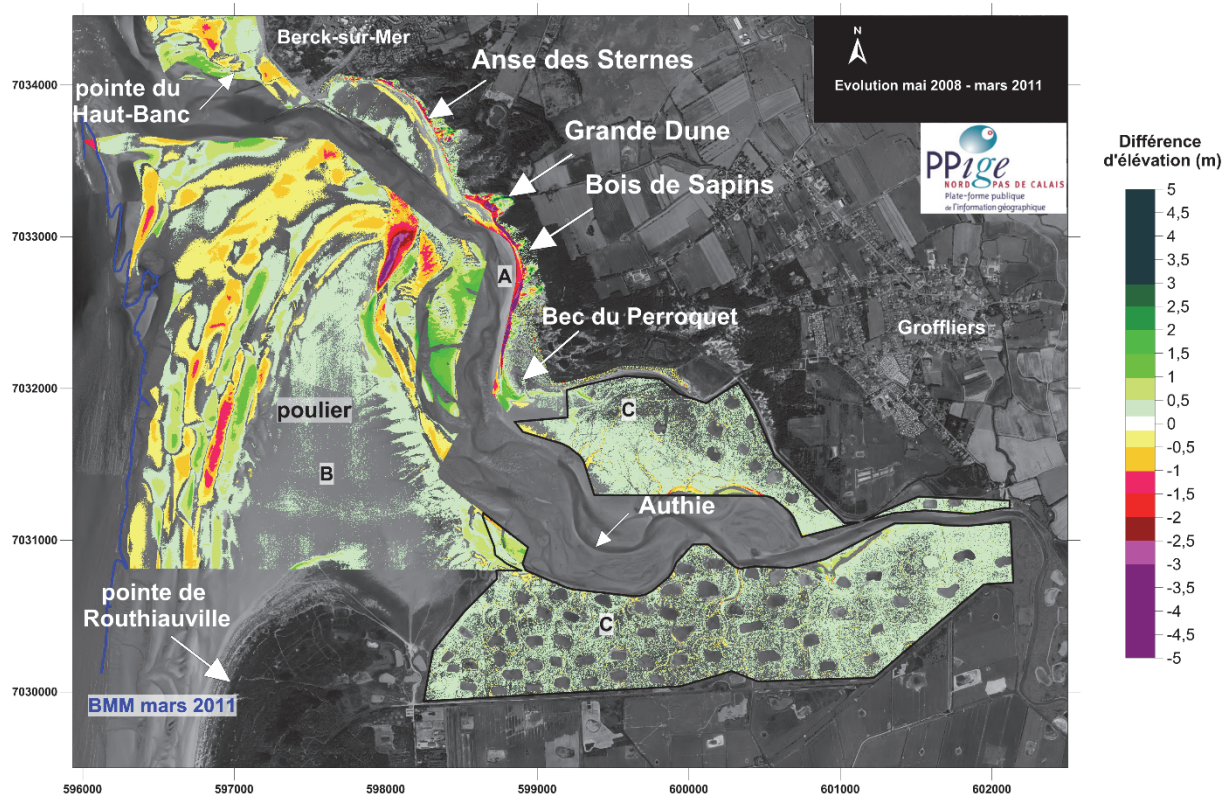 Berck-sur-Mer
Anse des Sternes
pointe du
Haut-Banc
Grande Dune
Bois de Sapins
A
Bec du Perroquet
Groffliers
poulier
B
C
Authie
C
pointe de
Routhiauville
BMM mars 2011
N
Evolution mai 2008 - mars 2011
PPige
NORD PAS DE CALAIS
Plate-forme publique
de l'information géographique
Différence
d'élévation (m)
5
4,5
4
3,5
3
2,5
2
1,5
1
0,5
0
-0,5
-1
-1,5
-2
-2,5
-3
-3,5
-4
-4,5
-5
7034000
7033000
7032000
7031000
7030000
596000 597000 598000 599000 600000 601000 602000